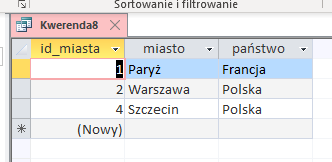 Sortowanie i filtrowanie
Kwerenda8
id_miasta miasto państwo
1 Paryż Francja
2 Warszawa Polska
4 Szczecin Polska
* (Nowy)